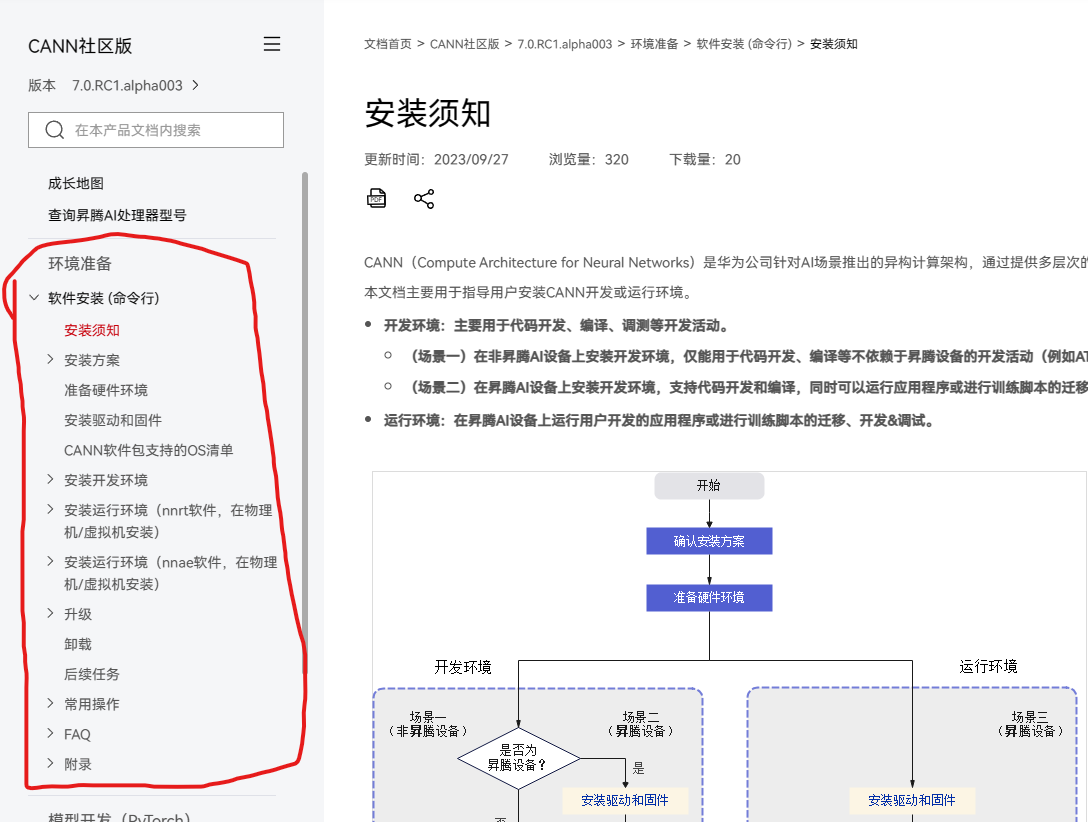 CANN社区版
版本 7.0.RC1.alpha003 >
在本产品文档内搜索
成长地图
查询昇腾AI处理器型号
环境准备
软件安装 (命令行)
安装须知
安装方案
准备硬件环境
安装驱动和固件
CANN软件包支持的OS清单
安装开发环境
安装运行环境（nnrt软件，在物理
机/虚拟机安装）
安装运行环境（nnae软件，在物理
机/虚拟机安装）
升级
卸载
后续任务
常用操作
FAQ
附录
模型开发（PyTorch）
文档首页 > CANN社区版 > 7.0.RC1.alpha003 > 环境准备 > 软件安装 (命令行) > 安装须知
安装须知
更新时间：2023/09/27 浏览量：320 下载量：20
PDF
CANN（Compute Architecture for Neural Networks）是华为公司针对AI场景推出的异构计算架构，通过提供多层次的
本文档主要用于指导用户安装CANN开发或运行环境。
开发环境：主要用于代码开发、编译、调测等开发活动。
（场景一）在非昇腾AI设备上安装开发环境，仅能用于代码开发、编译等不依赖于昇腾设备的开发活动（例如AT
（场景二）在昇腾AI设备上安装开发环境，支持代码开发和编译，同时可以运行应用程序或进行训练脚本的迁移
运行环境：在昇腾AI设备上运行用户开发的应用程序或进行训练脚本的迁移、开发&调试。
开始
确认安装方案
准备硬件环境
开发环境
运行环境
场景一
（非昇腾设备）
场景二
（昇腾设备）
场景三
（昇腾设备）
是否为
昇腾设备？
是
安装驱动和固件
安装驱动和固件
否